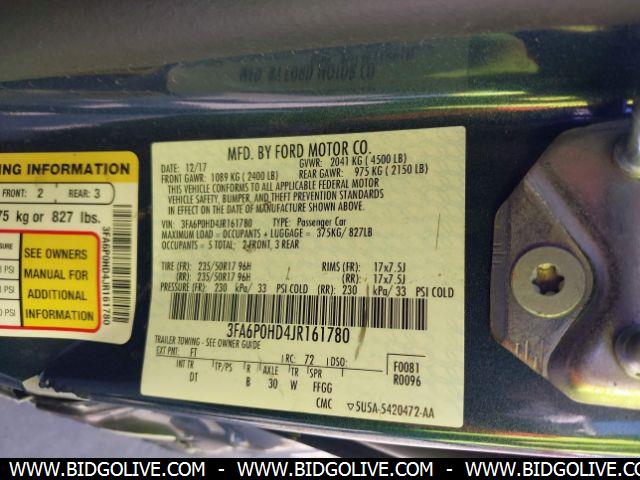 NING INFORMATION
FRONT: 2 REAR: 3
75 kg or 827 lbs.
SSURE
PSI
PSI
PSI
SEE OWNERS
MANUAL FOR
ADDITIONAL
INFORMATION
3FA6P0HD4JR161780
MFD. BY FORD MOTOR CO.
12/17 GVWR: 2041 KG ( 4500 LB)
FRONT GAWR: 1089 KG ( 2400 LB) REAR GAWR: 975 KG ( 2150 LB)
THIS VEHICLE CONFORMS TO ALL APPLICABLE FEDERAL MOTOR
VEHICLE SAFETY, BUMPER, AND THEFT PREVENTION STANDARDS
IN EFFECT ON THE DATE OF MANUFACTURE SHOWN ABOVE.
VIN: 3FA6P0HD4JR161780 TYPE: Passenger Car
MAXIMUM LOAD = OCCUPANTS + LUGGAGE = 375KG/ 827LB
OCCUPANTS = 5 TOTAL: 2 FRONT, 3 REAR
TIRE (FR): 235/50R17 96H RIMS (FR): 17x7.5J
(RR): 235/50R17 96H (RR): 17x7.5J
PRESSURE (FR): 230 kPa/ 33 PSI COLD (RR): 230 kPa/ 33 PSI COLD
3FA6P0HD4JR161780
TRAILER TOWING - SEE OWNER GUIDE
EXT PNT: FT RC: 72 DSO: F0081
INT TR TP/PS R AXLE TR SPR R0096
DT B 30 W FFGG
CMC ▽5U5A-5420472-AA
WWW.BIDGOLIVE.COM - WWW.BIDGOLIVE.COM - WWW.BIDGOLIVE.COM